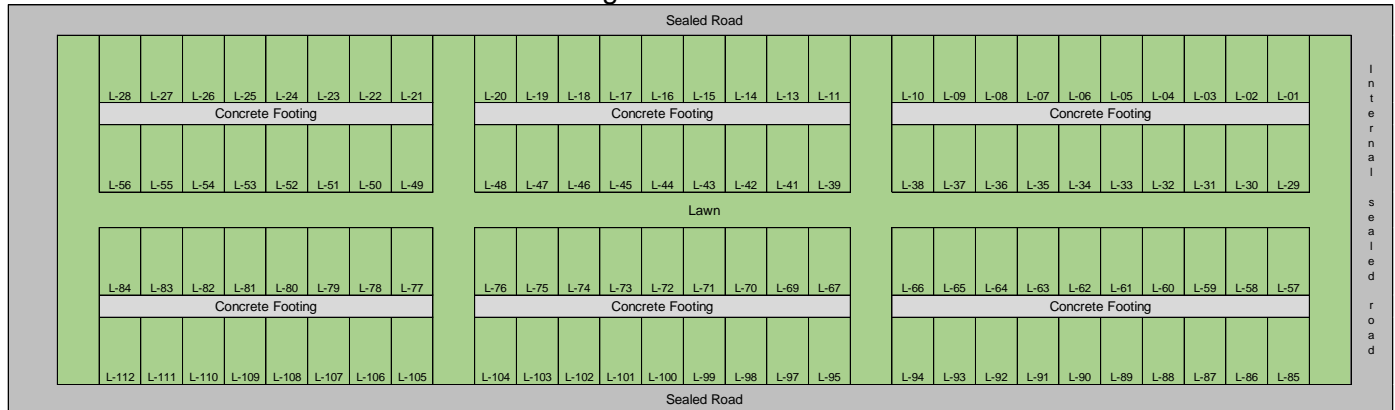 Sealed Road
L-28 L-27 L-26 L-25 L-24 L-23 L-22 L-21 L-20 L-19 L-18 L-17 L-16 L-15 L-14 L-13 L-11 L-10 L-09 L-08 L-07 L-06 L-05 L-04 L-03 L-02 L-01
Concrete Footing Concrete Footing Concrete Footing
L-56 L-55 L-54 L-53 L-52 L-51 L-50 L-49 L-48 L-47 L-46 L-45 L-44 L-43 L-42 L-41 L-39 L-38 L-37 L-36 L-35 L-34 L-33 L-32 L-31 L-30 L-29
Lawn
L-84 L-83 L-82 L-81 L-80 L-79 L-78 L-77 L-76 L-75 L-74 L-73 L-72 L-71 L-70 L-69 L-67 L-66 L-65 L-64 L-63 L-62 L-61 L-60 L-59 L-58 L-57
Concrete Footing Concrete Footing Concrete Footing
L-112 L-111 L-110 L-109 L-108 L-107 L-106 L-105 L-104 L-103 L-102 L-101 L-100 L-99 L-98 L-97 L-95 L-94 L-93 L-92 L-91 L-90 L-89 L-88 L-87 L-86 L-85
Sealed Road
Internal sealed road